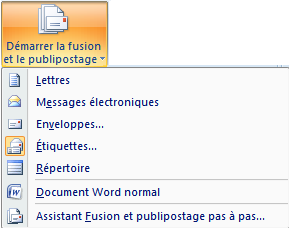 Démarrer la fusion
et le publipostage
Lettres
Messages électroniques
Enveloppes...
Étiquettes...
Répertoire
Document Word normal
Assistant Fusion et publipostage pas à pas...